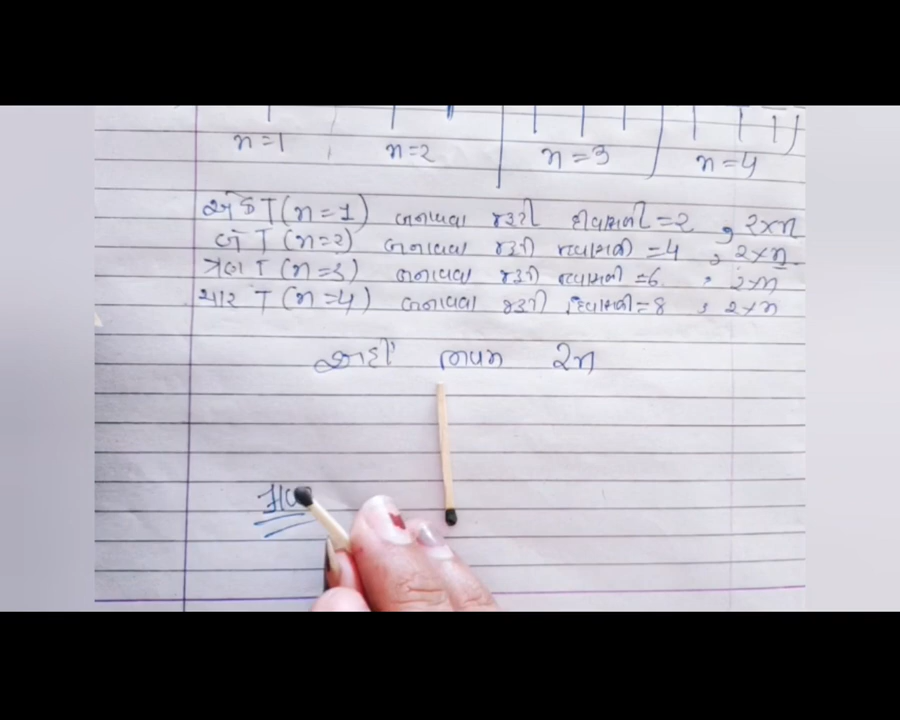 n=1 n=2 n=3 n=4
એક T (n=1) બનાવવા જરૂરી દીવાસળી =2 , 2×n
બે T (n=2) બનાવવા જરૂરી દિવાસળી =4 , 2×n
ત્રણ T (n=3) બનાવવા જરૂરી દિવાસળી =6 , 2×n
ચાર T (n=4) બનાવવા જરૂરી દિવાસળી =8 , 2×n
અહીં નિયમ 2n